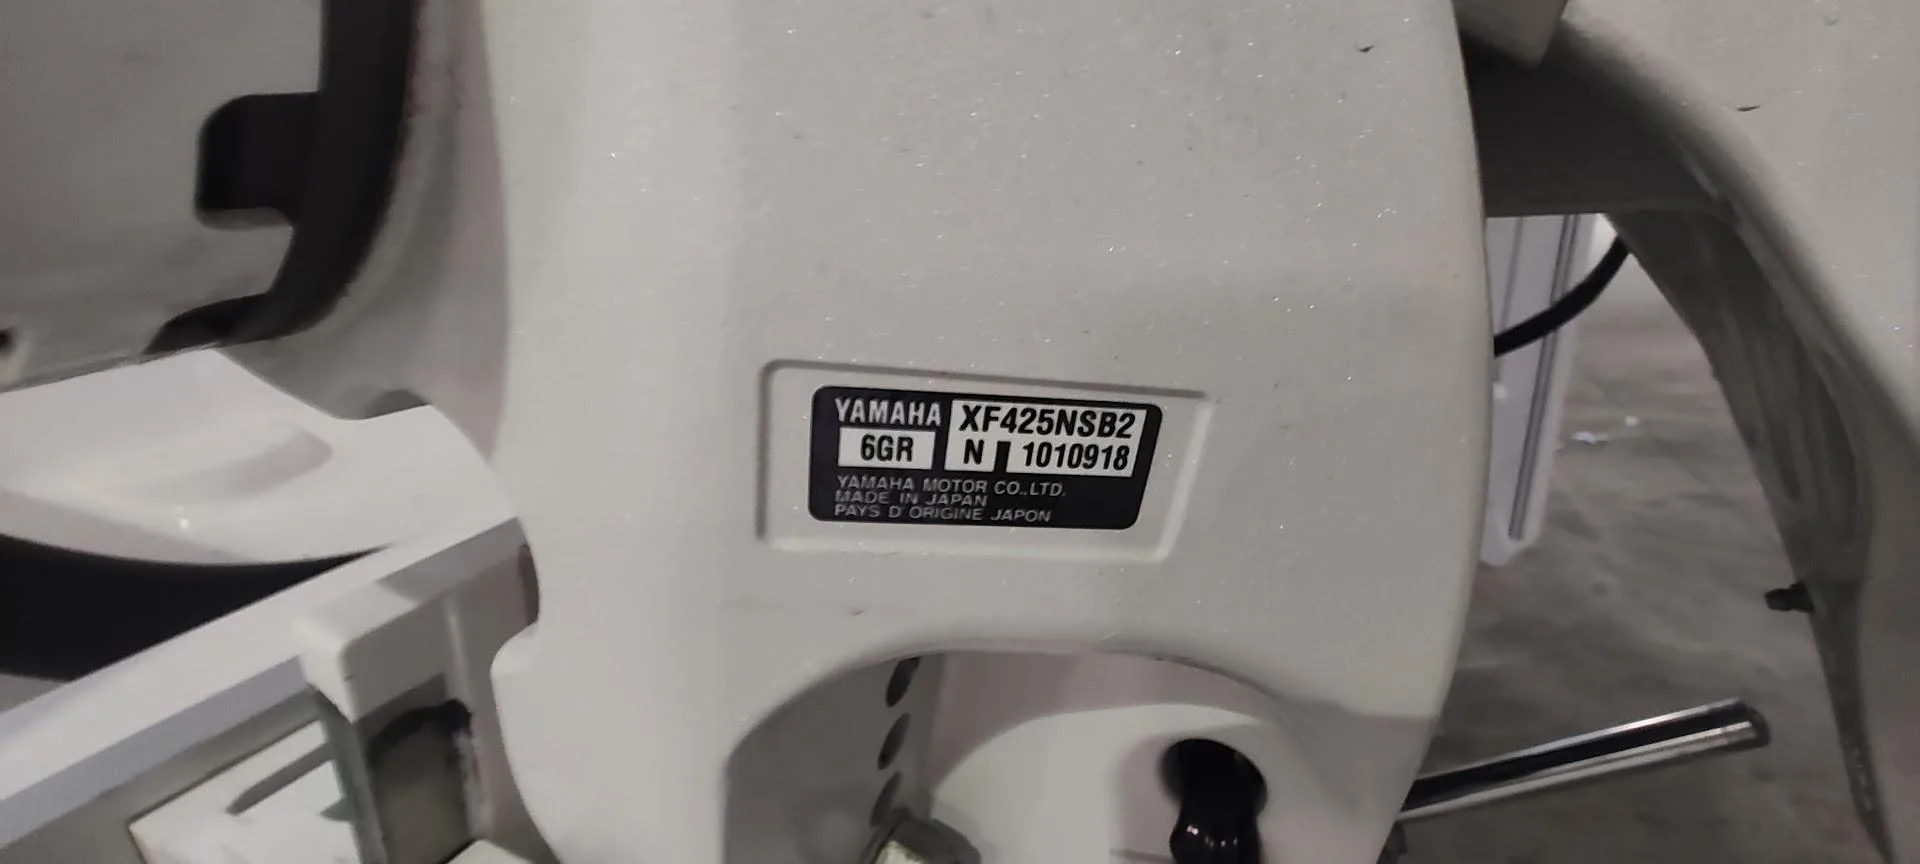 YAMAHA XF425NSB2
6GR N 1010918
YAMAHA MOTOR CO.,LTD.
MADE IN JAPAN
PAYS D'ORIGINE JAPON